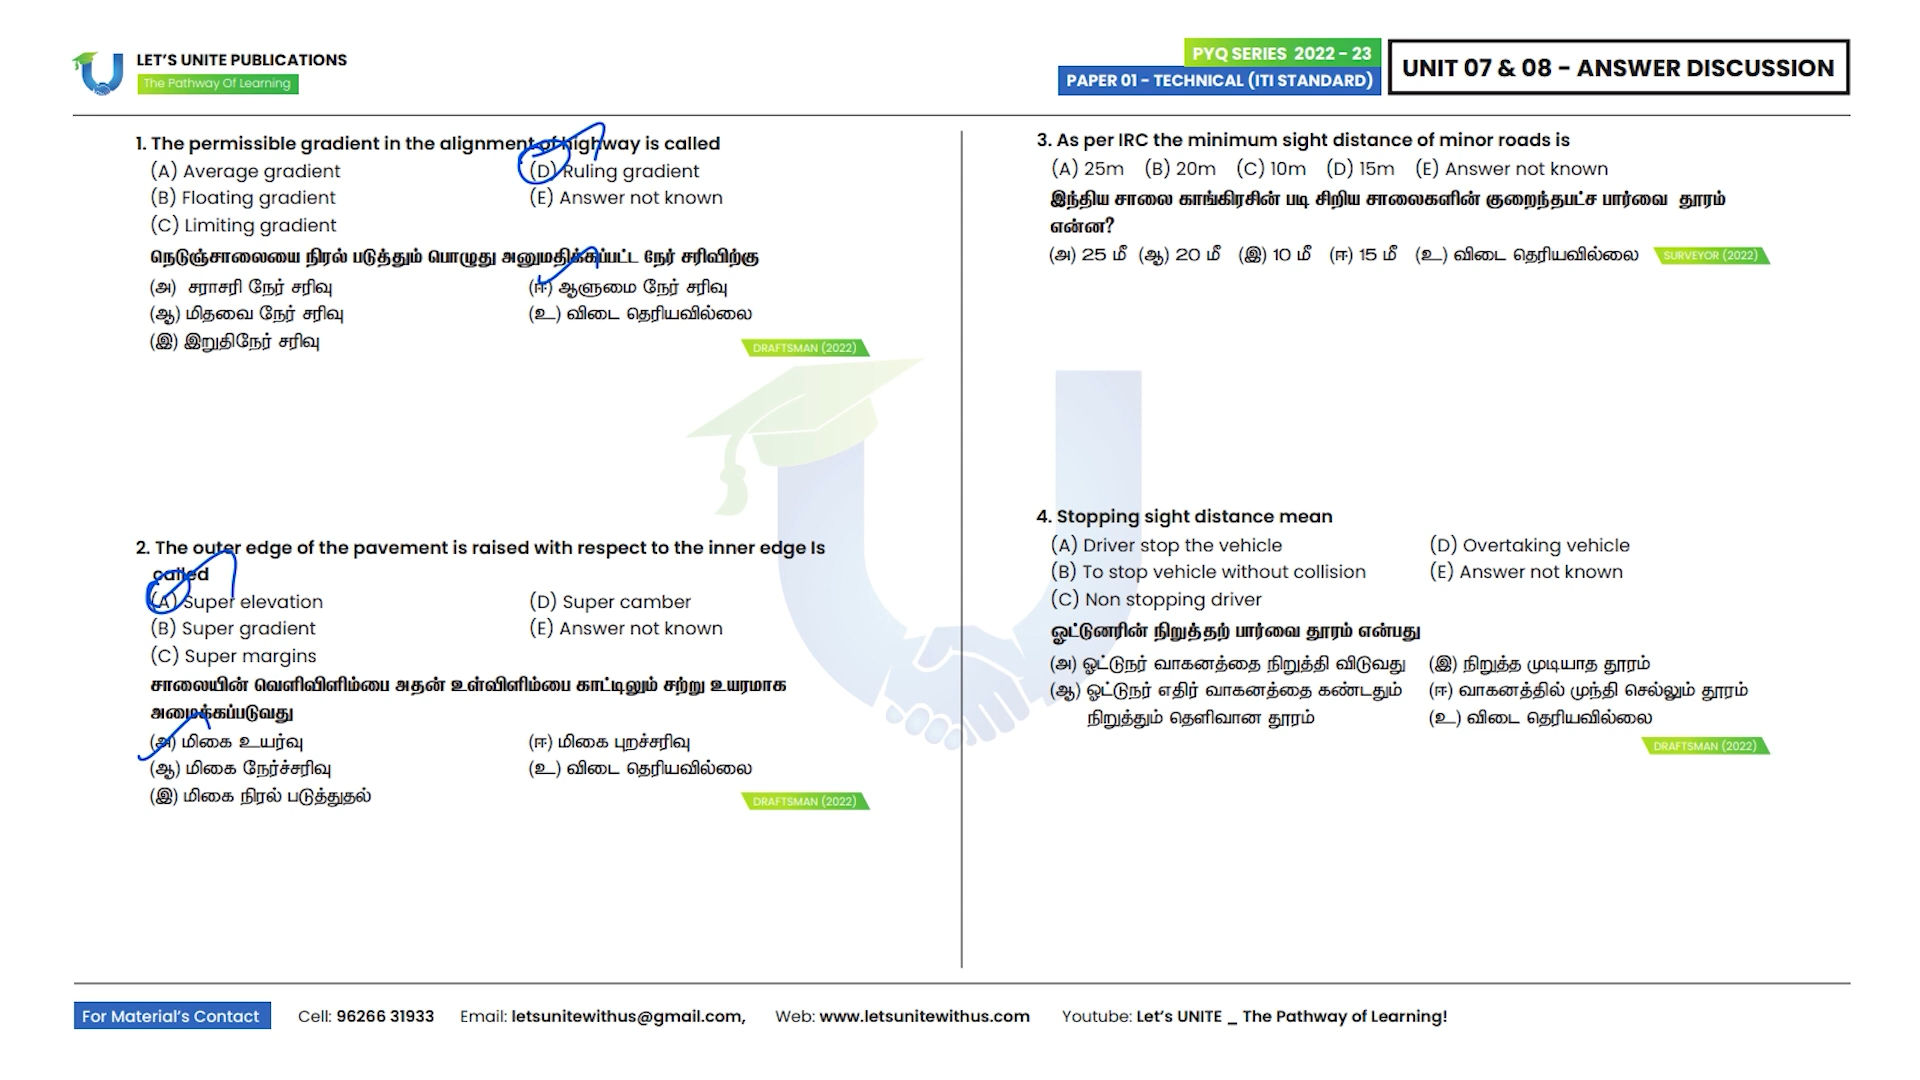 LET'S UNITE PUBLICATIONS
The Pathway Of Learning
PYQ SERIES 2022 - 23
PAPER 01 - TECHNICAL (ITI STANDARD)
UNIT 07 & 08 - ANSWER DISCUSSION
1. The permissible gradient in the alignment of highway is called
(A) Average gradient (D) Ruling gradient
(B) Floating gradient (E) Answer not known
(C) Limiting gradient
நெடுஞ்சாலையை நிரல் படுத்தும் பொழுது அனுமதிக்கப்பட்ட நேர் சரிவிற்கு
(அ) சராசரி நேர் சரிவு (ஈ) ஆளுமை நேர் சரிவு
(ஆ) மிதவை நேர் சரிவு (உ) விடை தெரியவில்லை
(இ) இறுதிநேர் சரிவு
DRAFTSMAN (2022)
2. The outer edge of the pavement is raised with respect to the inner edge Is
called
(A) Super elevation (D) Super camber
(B) Super gradient (E) Answer not known
(C) Super margins
சாலையின் வெளிவிளிம்பை அதன் உள்விளிம்பை காட்டிலும் சற்று உயரமாக
அமைக்கப்படுவது
(அ) மிகை உயர்வு (ஈ) மிகை புறச்சரிவு
(ஆ) மிகை நேர்ச்சரிவு (உ) விடை தெரியவில்லை
(இ) மிகை நிரல் படுத்துதல்
DRAFTSMAN (2022)
3. As per IRC the minimum sight distance of minor roads is
(A) 25m (B) 20m (C) 10m (D) 15m (E) Answer not known
இந்திய சாலை காங்கிரசின் படி சிறிய சாலைகளின் குறைந்தபட்ச பார்வை தூரம்
என்ன?
(அ) 25 மீ (ஆ) 20 மீ (இ) 10 மீ (ஈ) 15 மீ (உ) விடை தெரியவில்லை
SURVEYOR (2022)
4. Stopping sight distance mean
(A) Driver stop the vehicle (D) Overtaking vehicle
(B) To stop vehicle without collision (E) Answer not known
(C) Non stopping driver
ஓட்டுனரின் நிறுத்தற் பார்வை தூரம் என்பது
(அ) ஓட்டுநர் வாகனத்தை நிறுத்தி விடுவது (இ) நிறுத்த முடியாத தூரம்
(ஆ) ஓட்டுநர் எதிர் வாகனத்தை கண்டதும் (ஈ) வாகனத்தில் முந்தி செல்லும் தூரம்
நிறுத்தும் தெளிவான தூரம் (உ) விடை தெரியவில்லை
DRAFTSMAN (2022)
For Material's Contact Cell: 96266 31933 Email: letsunitewithus@gmail.com, Web: www.letsunitewithus.com Youtube: Let's UNITE _ The Pathway of Learning!